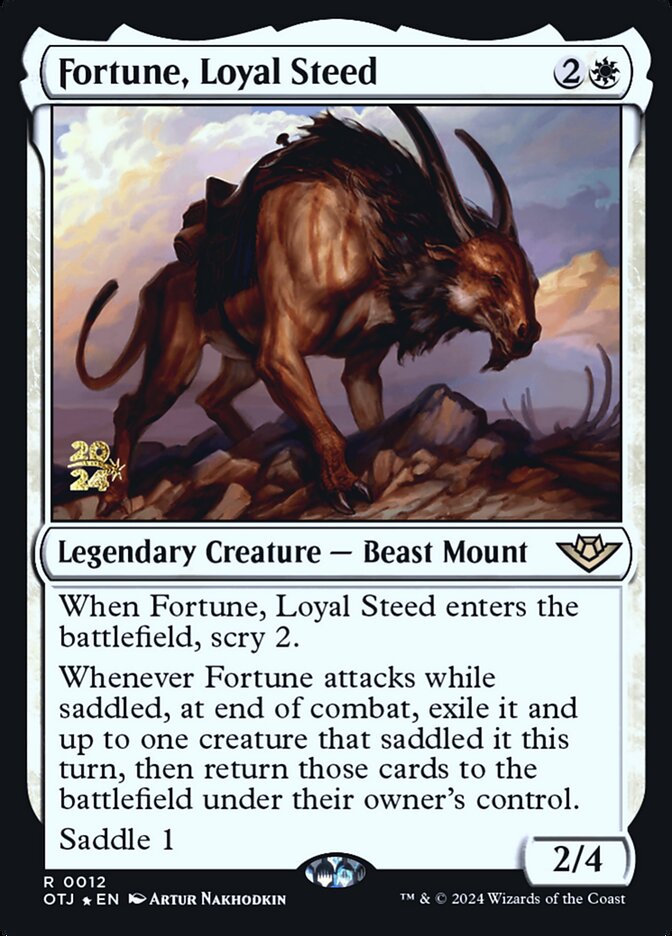 Fortune, Loyal Steed 2
20
24
Legendary Creature — Beast Mount
When Fortune, Loyal Steed enters the
battlefield, scry 2.
Whenever Fortune attacks while
saddled, at end of combat, exile it and
up to one creature that saddled it this
turn, then return those cards to the
battlefield under their owner's control.
Saddle 1
2/4
R 0012
OTJ ★ EN Artur Nakhodkin
™ & © 2024 Wizards of the Coast